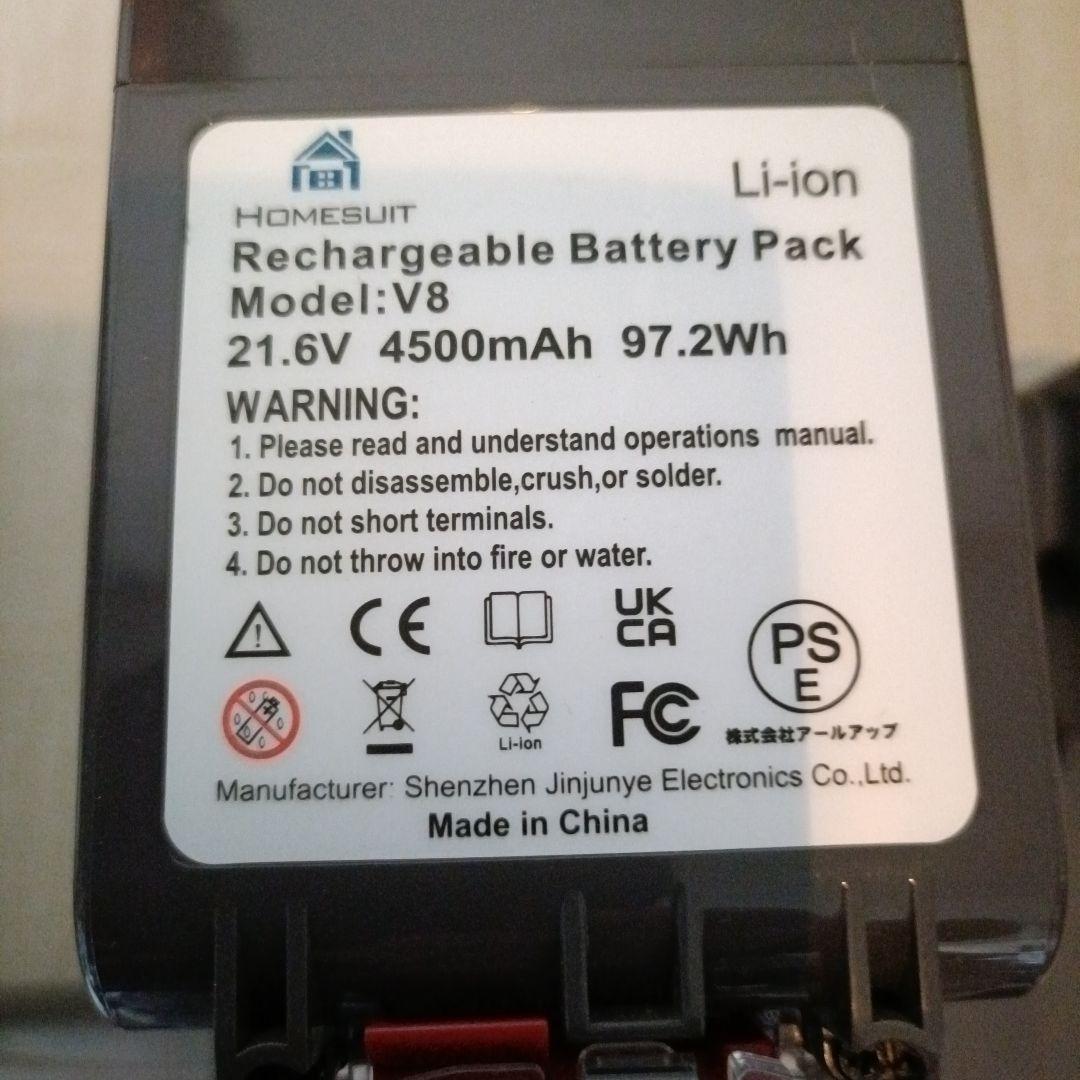 Li-ion
HOMESUIT
Rechargeable Battery Pack
Model:V8
21.6V 4500mAh 97.2Wh
WARNING:
1. Please read and understand operations manual.
2. Do not disassemble,crush,or solder.
3. Do not short terminals.
4. Do not throw into fire or water.
CE
UK
CA
PS
E
Li-ion
FC
株式会社アールアップ
Manufacturer: Shenzhen Jinjunye Electronics Co.,Ltd.
Made in China